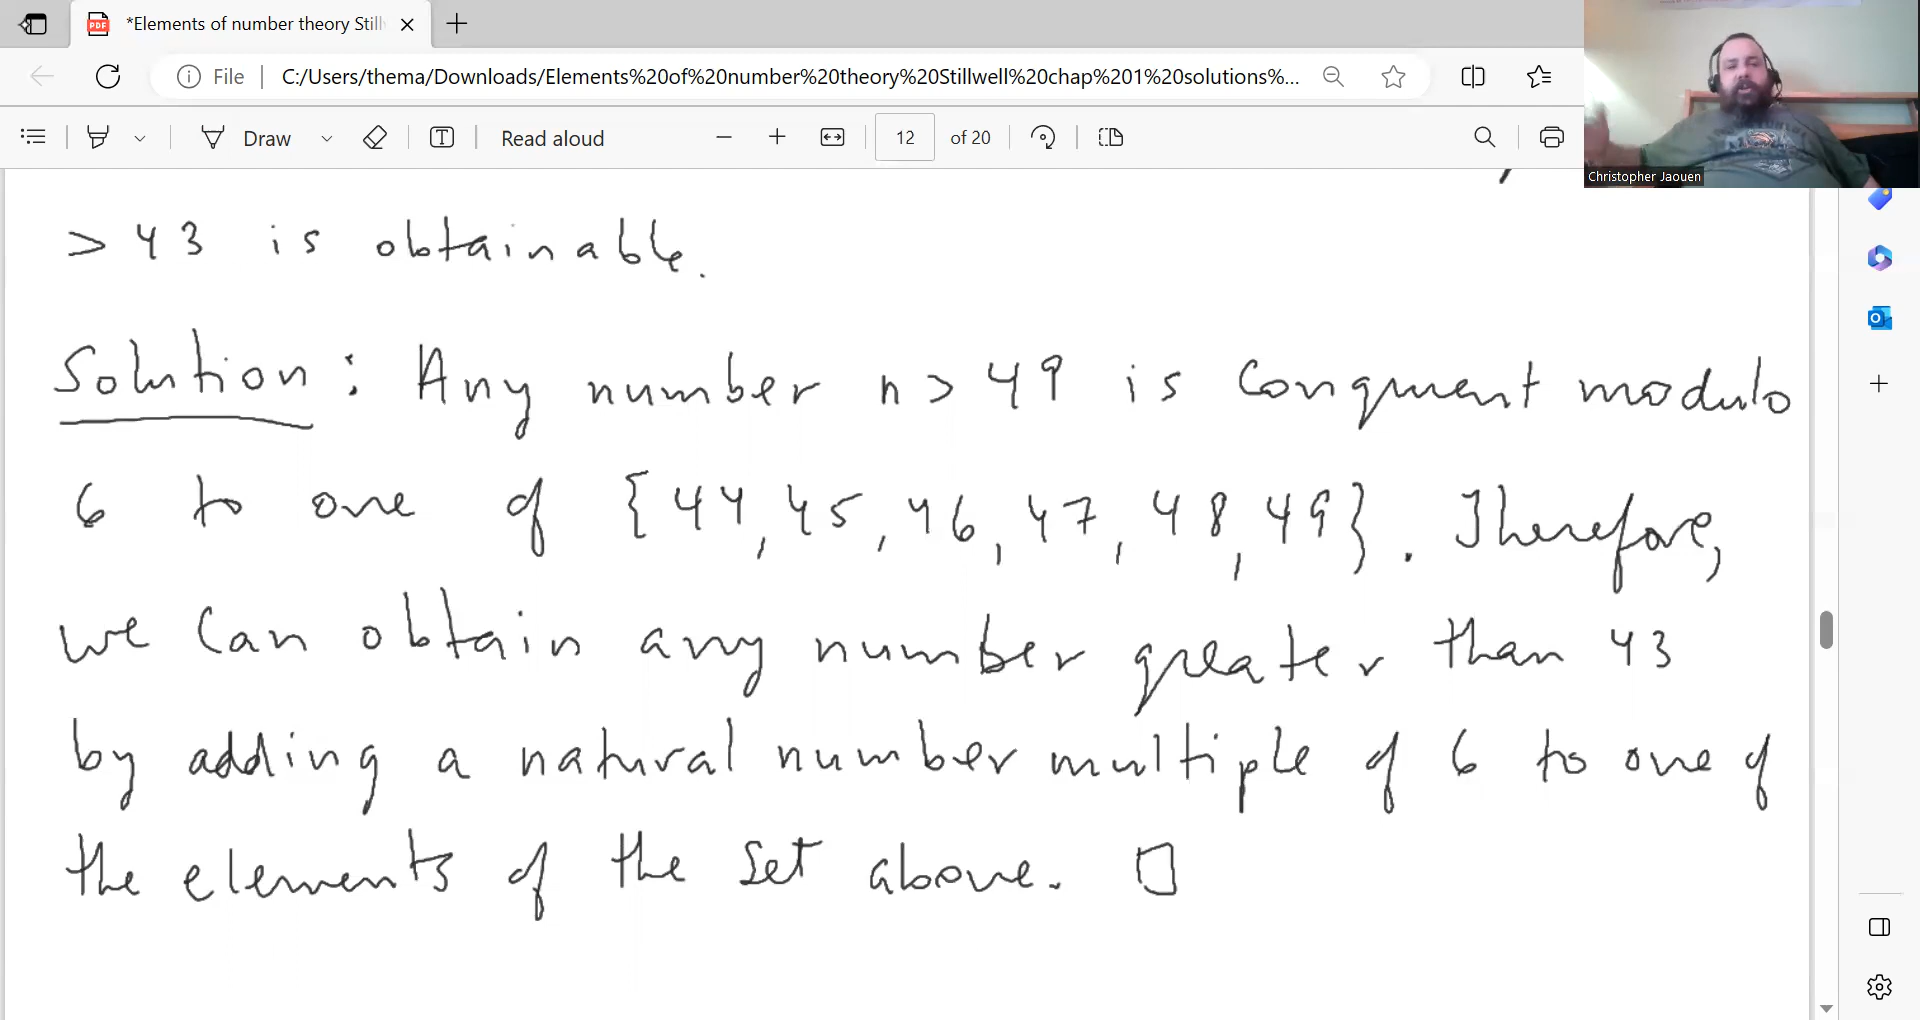 *Elements of number theory Still
File
C:/Users/thema/Downloads/Elements%20of%20number%20theory%20Stillwell%20chap%201%20solutions%...
Draw
Read aloud
12 of 20
Christopher Jaouen
> 43 is obtainable.
Solution: Any number n > 49 is congruent modulo
6 to one of {44, 45, 46, 47, 48, 49}. Therefore,
we can obtain any number greater than 43
by adding a natural number multiple of 6 to one of
the elements of the set above. □